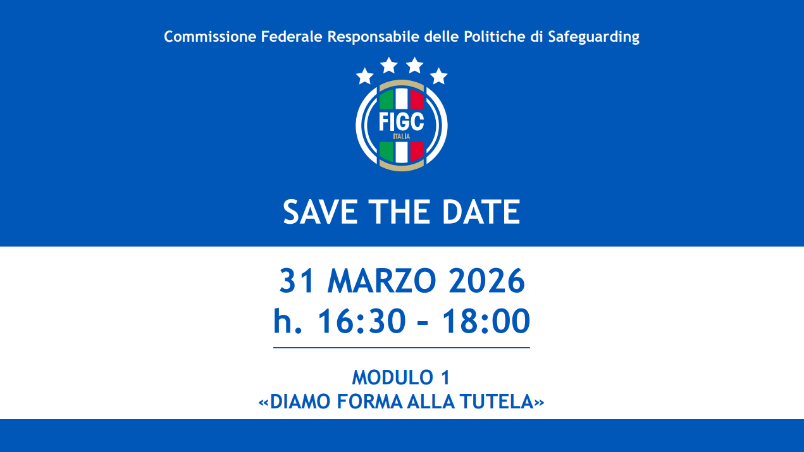 Commissione Federale Responsabile delle Politiche di Safeguarding
FIGC
ITALIA
SAVE THE DATE
31 MARZO 2026
h. 16:30 – 18:00
MODULO 1
«DIAMO FORMA ALLA TUTELA»